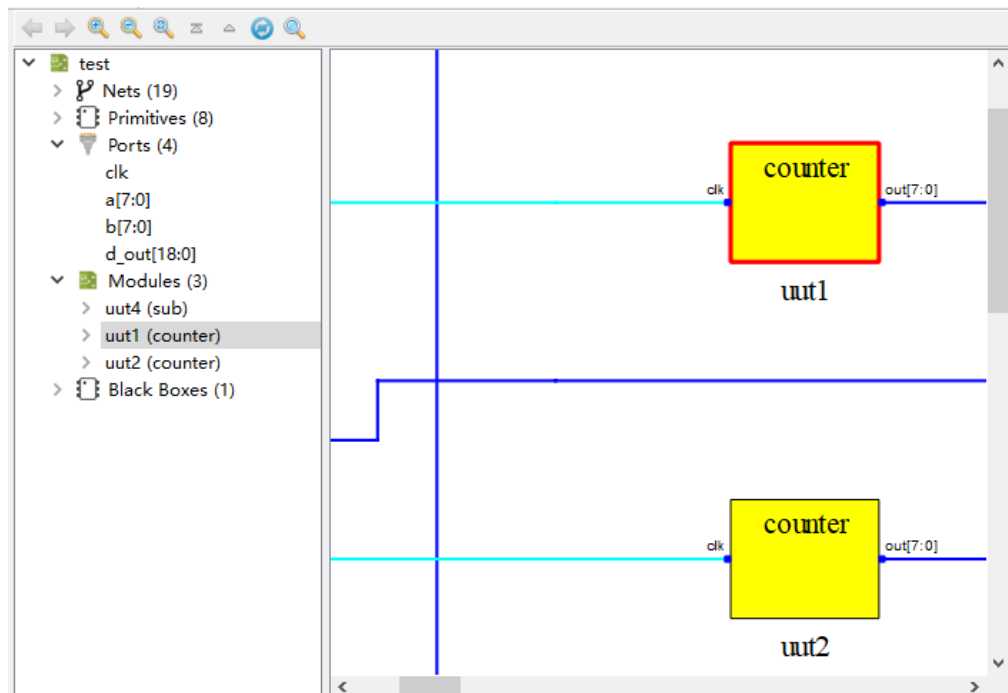 test
Nets (19)
Primitives (8)
Ports (4)
clk
a[7:0]
b[7:0]
d_out[18:0]
Modules (3)
uut4 (sub)
uut1 (counter)
uut2 (counter)
Black Boxes (1)
counter
clk
out[7:0]
uut1
counter
clk
out[7:0]
uut2